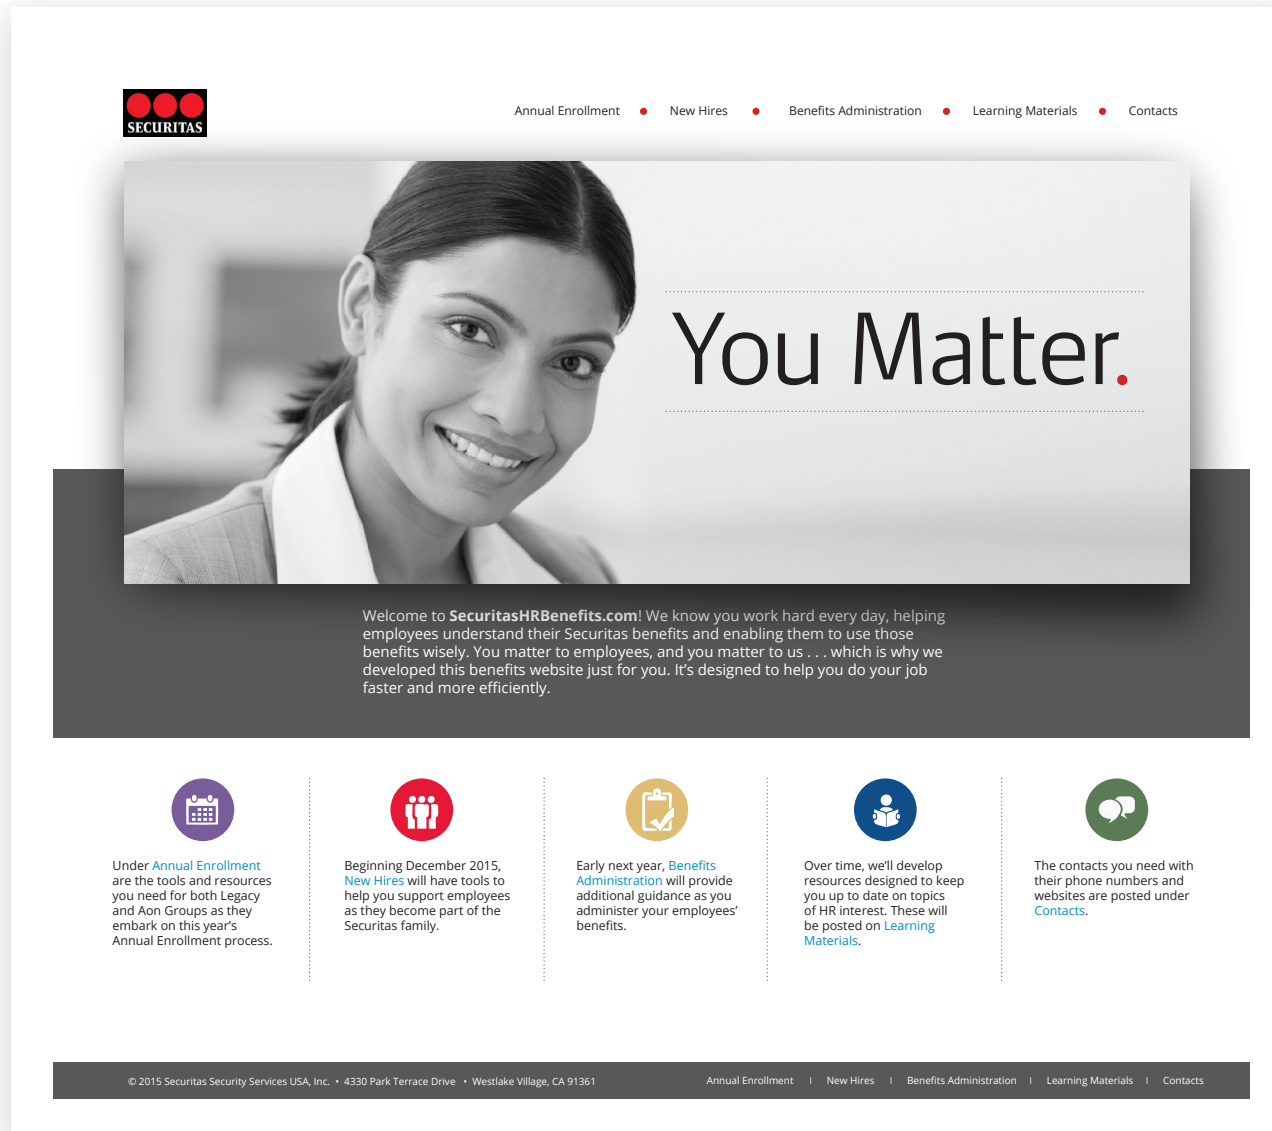 SECURITAS
Annual Enrollment • New Hires • Benefits Administration • Learning Materials • Contacts
You Matter.
Welcome to SecuritasHRBenefits.com! We know you work hard every day, helping
employees understand their Securitas benefits and enabling them to use those
benefits wisely. You matter to employees, and you matter to us . . . which is why we
developed this benefits website just for you. It’s designed to help you do your job
faster and more efficiently.
Under Annual Enrollment
are the tools and resources
you need for both Legacy
and Aon Groups as they
embark on this year’s
Annual Enrollment process.
Beginning December 2015,
New Hires will have tools to
help you support employees
as they become part of the
Securitas family.
Early next year, Benefits
Administration will provide
additional guidance as you
administer your employees’
benefits.
Over time, we’ll develop
resources designed to keep
you up to date on topics
of HR interest. These will
be posted on Learning
Materials.
The contacts you need with
their phone numbers and
websites are posted under
Contacts.
© 2015 Securitas Security Services USA, Inc. • 4330 Park Terrace Drive • Westlake Village, CA 91361
Annual Enrollment | New Hires | Benefits Administration | Learning Materials | Contacts